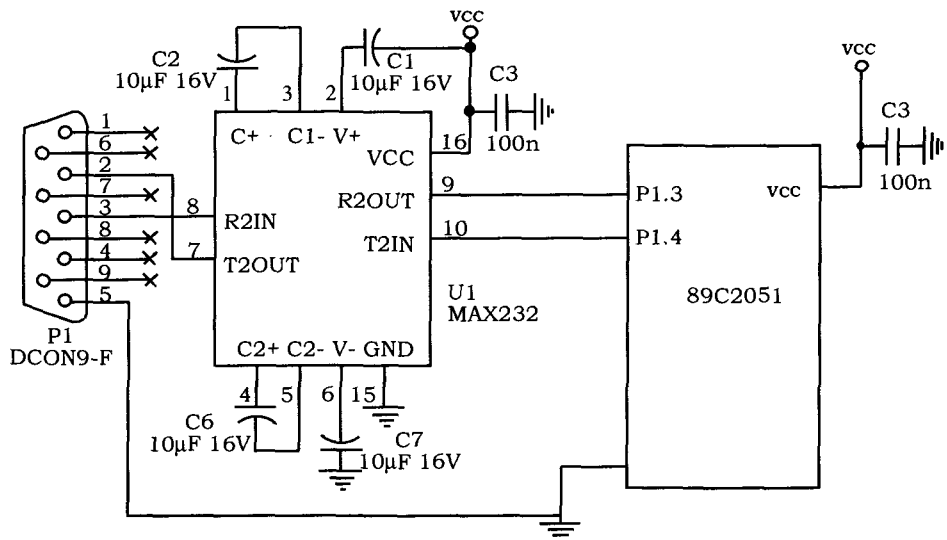 vcc
C2
10μF 16V
C1
10μF 16V
C3
100n
vcc
C3
100n
1
3
2
C+
C1-
V+
16
VCC
1
6
2
7
3
8
4
9
5
P1
DCON9-F
8
R2IN
7
T2OUT
R2OUT
9
T2IN
10
U1
MAX232
P1.3
P1.4
vcc
89C2051
C2+
C2-
V-
GND
4
5
6
15
C6
10μF 16V
C7
10μF 16V